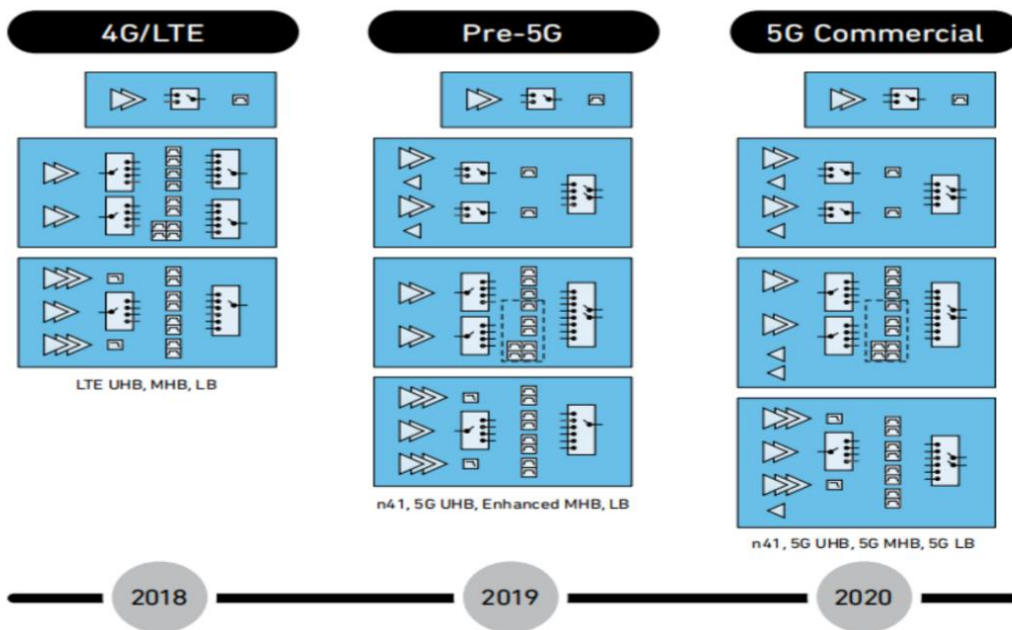 4G/LTE
Pre-5G
5G Commercial
LTE UHB, MHB, LB
n41, 5G UHB, Enhanced MHB, LB
n41, 5G UHB, 5G MHB, 5G LB
2018
2019
2020